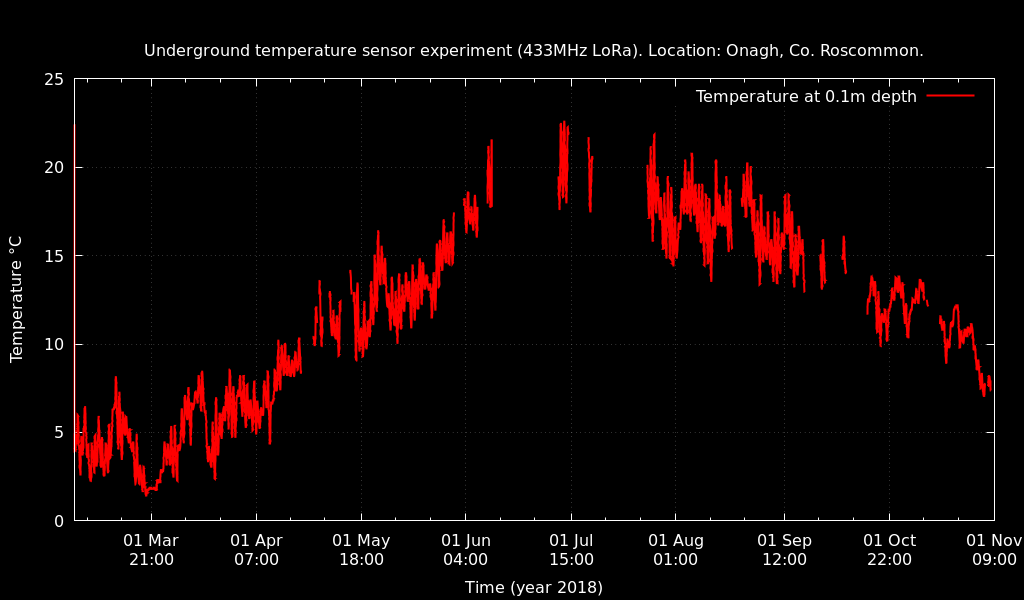 Underground temperature sensor experiment (433MHz LoRa). Location: Onagh, Co. Roscommon.
Temperature at 0.1m depth
Temperature °C
25
20
15
10
5
0
01 Mar 01 Apr 01 May 01 Jun 01 Jul 01 Aug 01 Sep 01 Oct 01 Nov
21:00 07:00 18:00 04:00 15:00 01:00 12:00 22:00 09:00
Time (year 2018)